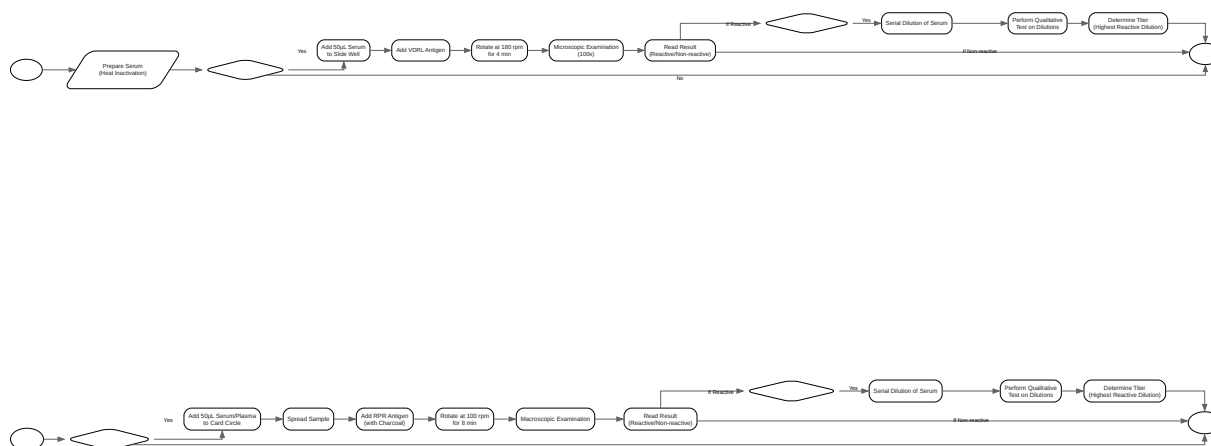 If Reactive
Yes
Serial Dilution of Serum
Perform Qualitative
Test on Dilutions
Determine Titer
(Highest Reactive Dilution)
Yes
Add 50µL Serum
to Slide Well
Add VDRL Antigen
Rotate at 180 rpm
for 4 min
Microscopic Examination
(100x)
Read Result
(Reactive/Non-reactive)
If Non-reactive
Prepare Serum
(Heat Inactivation)
No
If Reactive
Yes
Serial Dilution of Serum
Perform Qualitative
Test on Dilutions
Determine Titer
(Highest Reactive Dilution)
Yes
Add 50µL Serum/Plasma
to Card Circle
Spread Sample
Add RPR Antigen
(with Charcoal)
Rotate at 100 rpm
for 8 min
Macroscopic Examination
Read Result
(Reactive/Non-reactive)
If Non-reactive